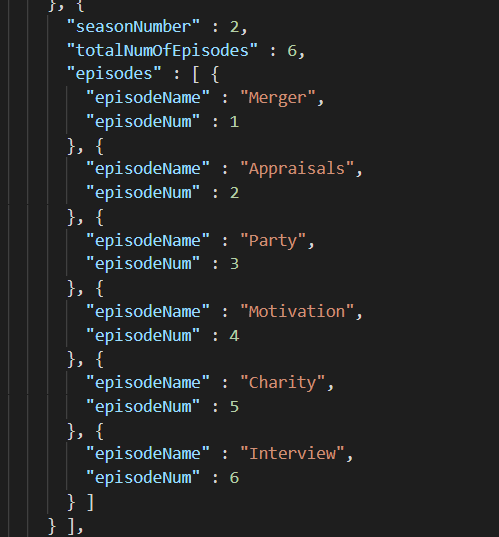 }, {
"seasonNumber" : 2,
"totalNumOfEpisodes" : 6,
"episodes" : [ {
"episodeName" : "Merger",
"episodeNum" : 1
}, {
"episodeName" : "Appraisals",
"episodeNum" : 2
}, {
"episodeName" : "Party",
"episodeNum" : 3
}, {
"episodeName" : "Motivation",
"episodeNum" : 4
}, {
"episodeName" : "Charity",
"episodeNum" : 5
}, {
"episodeName" : "Interview",
"episodeNum" : 6
} ]
} ],